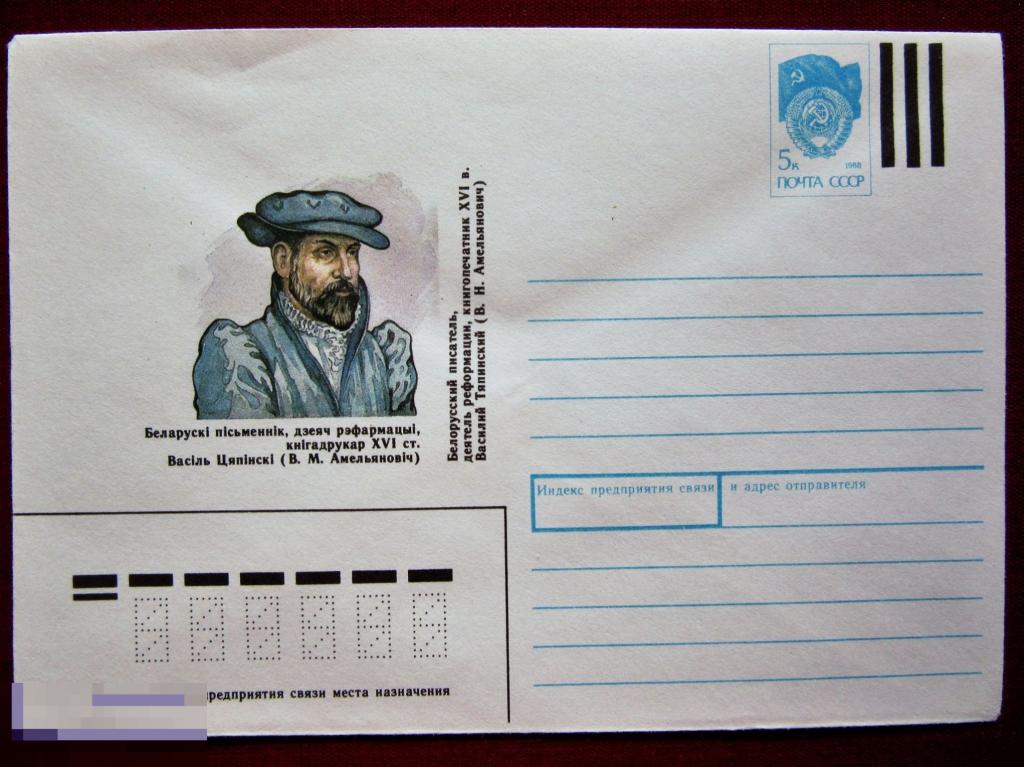 5к
1988
ПОЧТА СССР
Беларускі пісьменнік, дзеяч рэфармацыі,
кнігадрукар XVI ст.
Васіль Цяпінскі (В. М. Амельяновіч)
Белорусский писатель,
деятель реформации, книгопечатник XVI в.
Василий Тяпинский (В. Н. Амельянович)
Индекс предприятия связи и адрес отправителя
предприятия связи места назначения